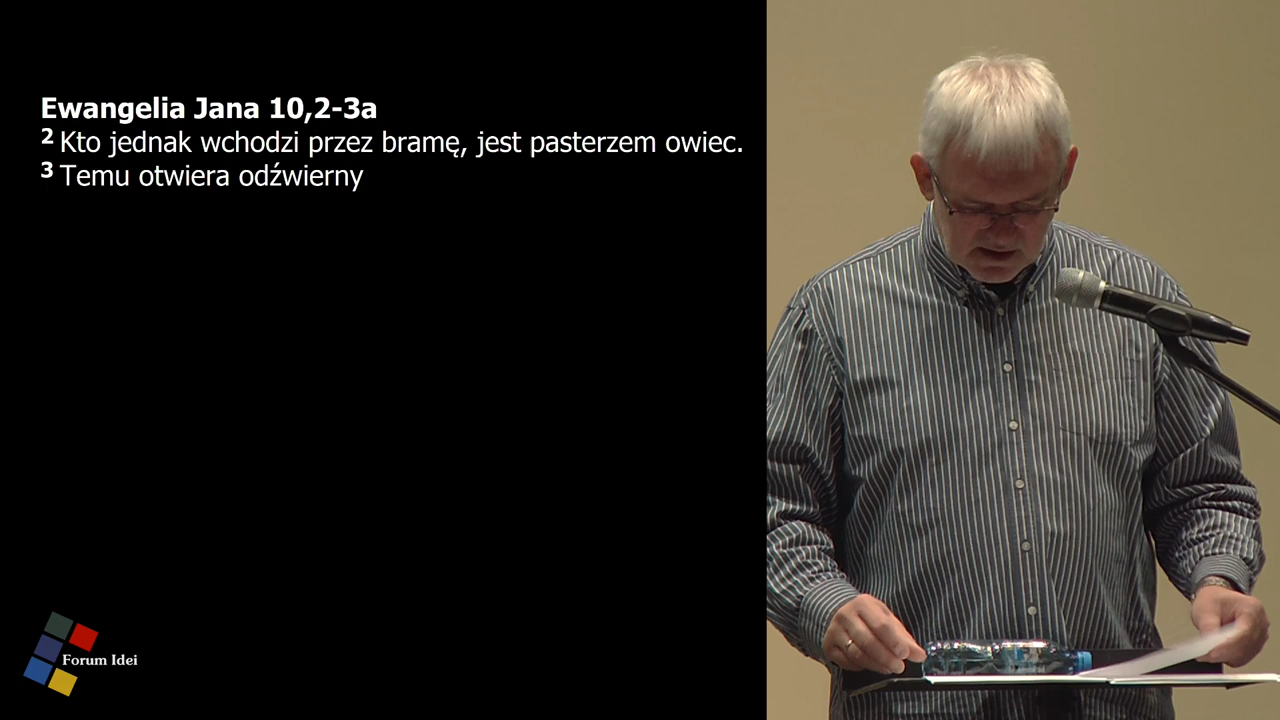 Ewangelia Jana 10,2-3a
2 Kto jednak wchodzi przez bramę, jest pasterzem owiec.
3 Temu otwiera odźwierny
Forum Idei